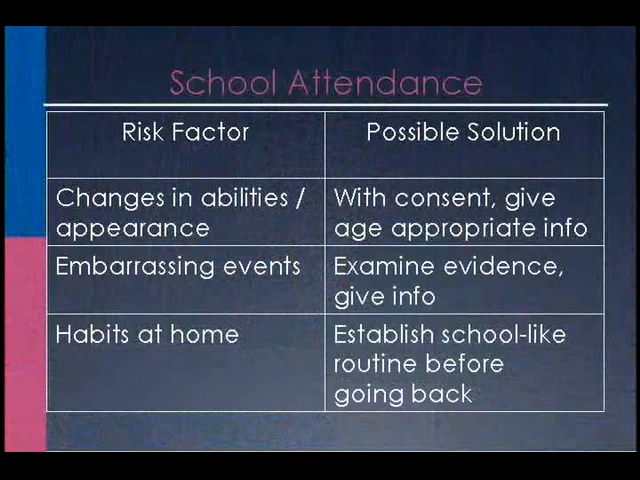 School Attendance
Risk Factor
Possible Solution
Changes in abilities /
appearance
With consent, give
age appropriate info
Embarrassing events
Examine evidence,
give info
Habits at home
Establish school-like
routine before
going back